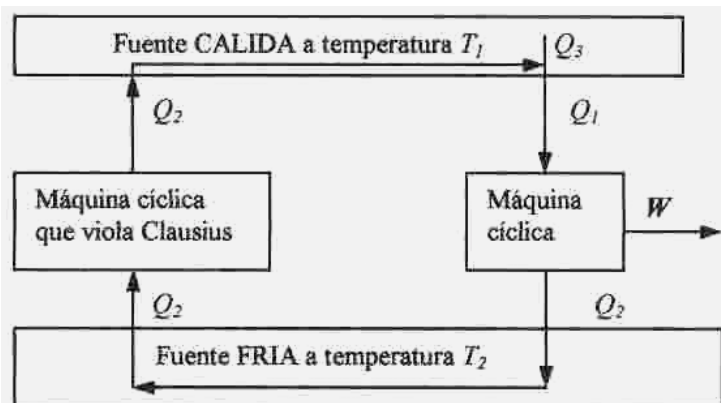 Fuente CALIDA a temperatura T₁
Q₃
Q₂
Q₁
Máquina cíclica
que viola Clausius
Máquina
cíclica
W
Q₂
Q₂
Fuente FRIA a temperatura T₂